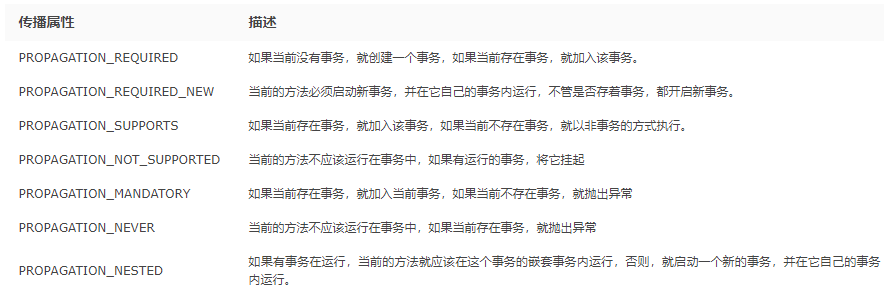 传播属性 描述
PROPAGATION_REQUIRED 如果当前没有事务，就创建一个事务，如果当前存在事务，就加入该事务。
PROPAGATION_REQUIRED_NEW 当前的方法必须启动新事务，并在它自己的事务内运行，不管是否存着事务，都开启新事务。
PROPAGATION_SUPPORTS 如果当前存在事务，就加入该事务，如果当前不存在事务，就以非事务的方式执行。
PROPAGATION_NOT_SUPPORTED 当前的方法不应该运行在事务中，如果有运行的事务，将它挂起
PROPAGATION_MANDATORY 如果当前存在事务，就加入当前事务，如果当前不存在事务，就抛出异常
PROPAGATION_NEVER 当前的方法不应该运行在事务中，如果当前存在事务，就抛出异常
PROPAGATION_NESTED 如果有事务在运行，当前的方法就应该在这个事务的嵌套事务内运行，否则，就启动一个新的事务，并在它自己的事务
内运行。